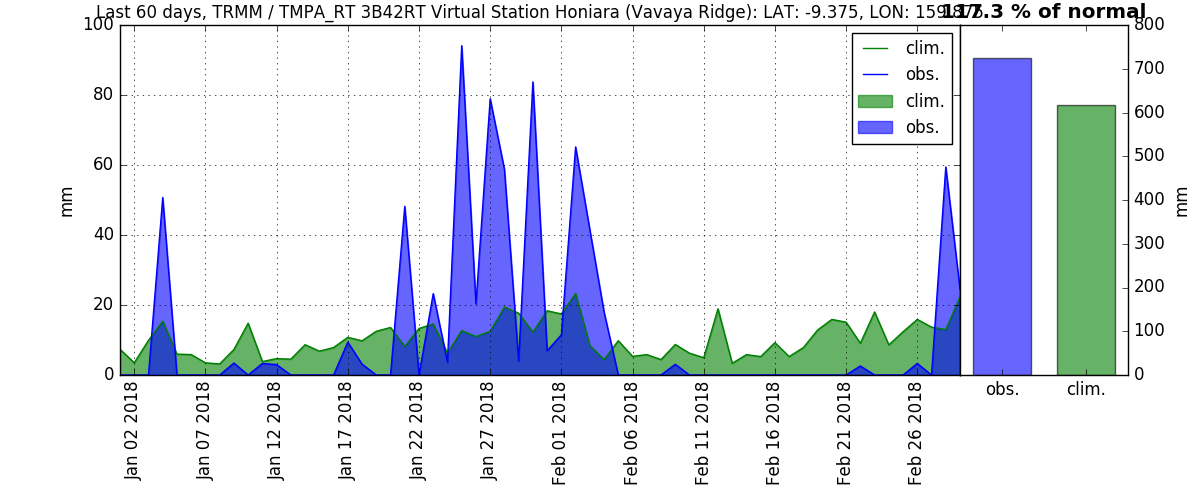 Last 60 days, TRMM / TMPA_RT 3B42RT Virtual Station Honiara (Vavaya Ridge): LAT: -9.375, LON:
117.3 % of normal
100
80
60
40
20
0
mm
clim.
obs.
clim.
obs.
800
700
600
500
400
300
200
100
0
mm
obs.
clim.
Jan 02 2018
Jan 07 2018
Jan 12 2018
Jan 17 2018
Jan 22 2018
Jan 27 2018
Feb 01 2018
Feb 06 2018
Feb 11 2018
Feb 16 2018
Feb 21 2018
Feb 26 2018